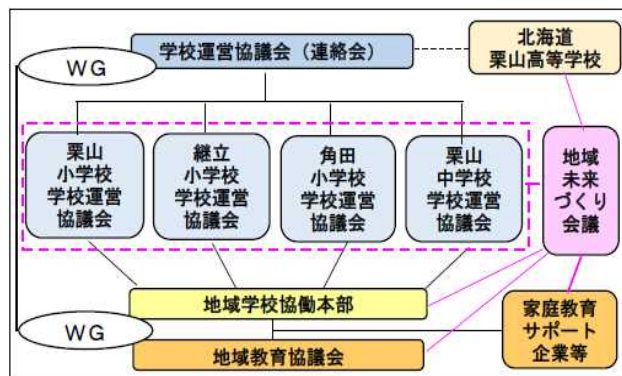 学校運営協議会（連絡会）
北海道
栗山高等学校
WG
栗山
小学校
学校運営
協議会
継立
小学校
学校運営
協議会
角田
小学校
学校運営
協議会
栗山
中学校
学校運営
協議会
地域
未来
づくり
会議
地域学校協働本部
WG
地域教育協議会
家庭教育
サポート
企業等